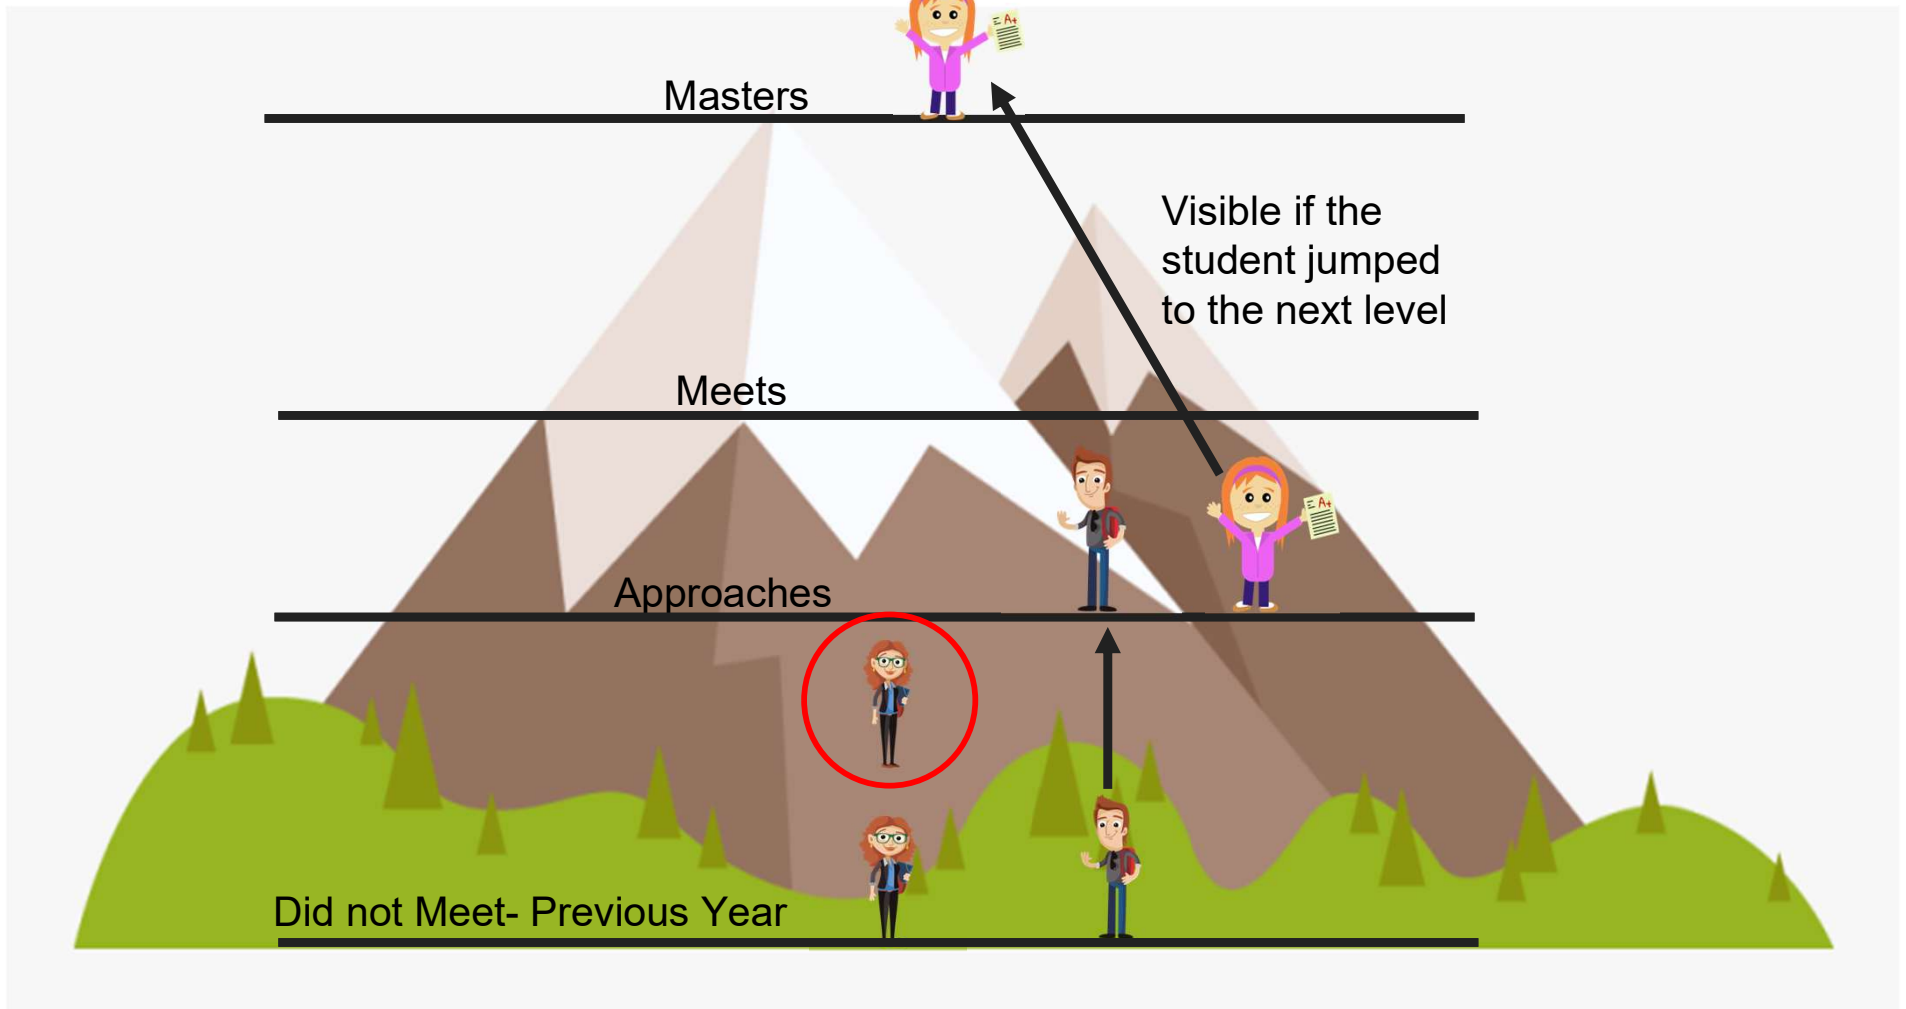 A+
Masters
Visible if the
student jumped
to the next level
Meets
A+
Approaches
Did not Meet- Previous Year